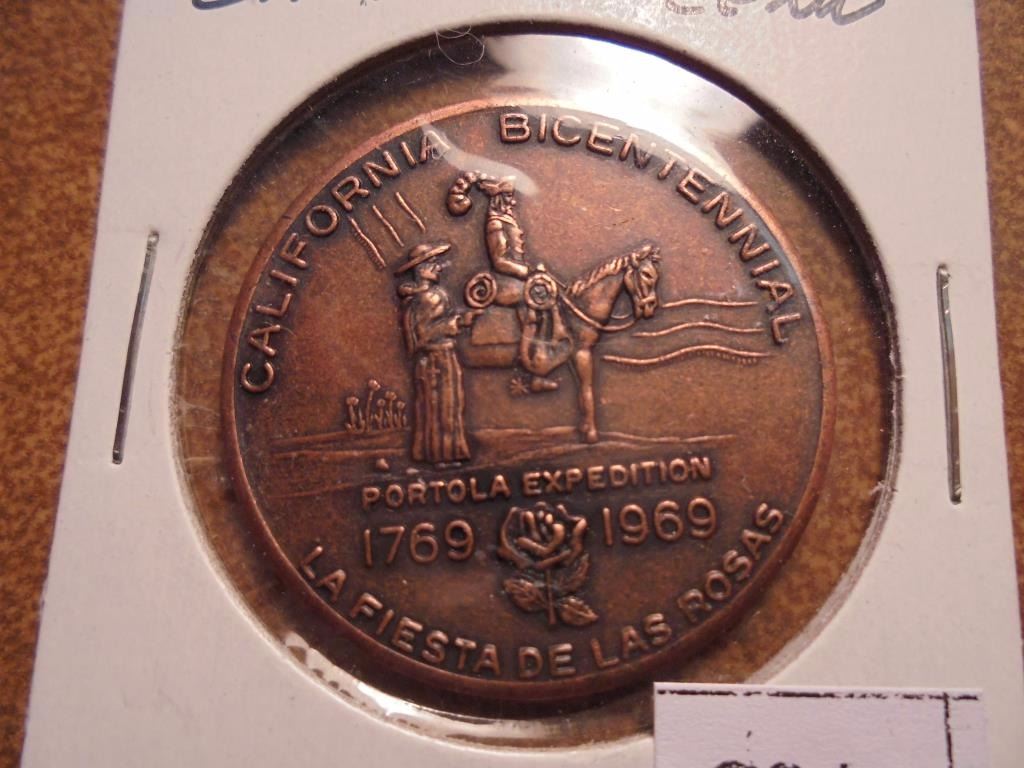 CALIFORNIA BICENTENNIAL
PORTOLA EXPEDITION
1769 1969
LA FIESTA DE LAS ROSAS